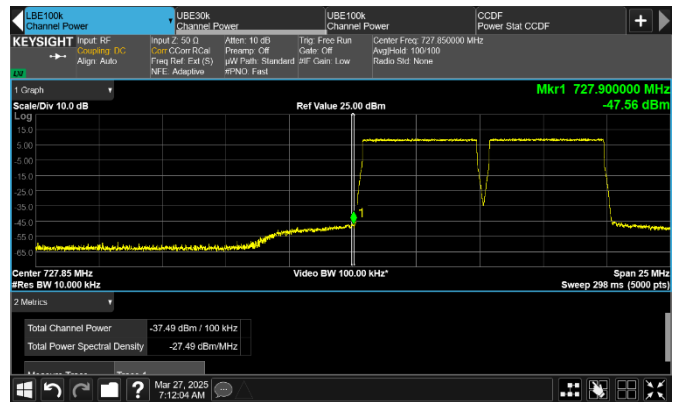 LBE100k
Channel Power
UBE30k
Channel Power
UBE100k
Channel Power
CCDF
Power Stat CCDF
KEYSIGHT
Input: RF
Coupling: DC
Align: Auto
Input Z: 50 Ω
Corr CCorr RCal
Freq Ref: Ext (S)
NFE: Adaptive
Atten: 10 dB
Preamp: Off
µW Path: Standard
#PNO: Fast
Trig: Free Run
Gate: Off
#IF Gain: Low
Center Freq: 727.850000 MHz
Avg|Hold: 100/100
Radio Std: None
LXI
1 Graph
Mkr1 727.900000 MHz
-47.56 dBm
Scale/Div 10.0 dB
Ref Value 25.00 dBm
Log
15.0
5.00
-5.00
-15.0
-25.0
-35.0
-45.0
-55.0
-65.0
1
Center 727.85 MHz
Video BW 100.00 kHz*
Span 25 MHz
#Res BW 10.000 kHz
Sweep 298 ms (5000 pts)
2 Metrics
Total Channel Power
-37.49 dBm / 100 kHz
Total Power Spectral Density
-27.49 dBm/MHz
Measure Trace
Trace 1
?
Mar 27, 2025
7:12:04 AM